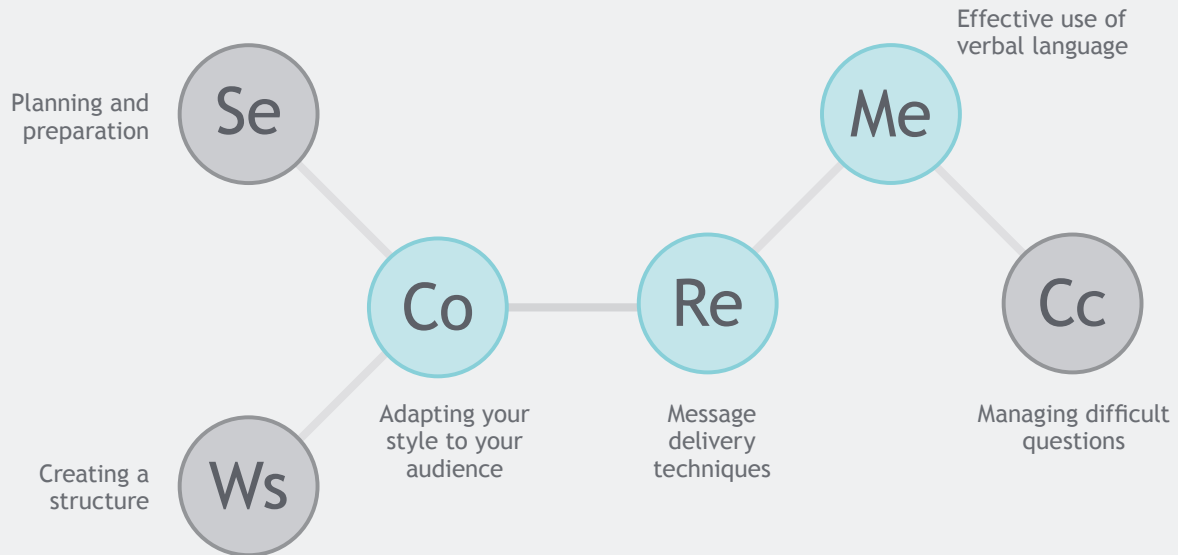 Effective use of
verbal language
Planning and
preparation
Se
Me
Co
Re
Cc
Adapting your
style to your
audience
Message
delivery
techniques
Managing difficult
questions
Creating a
structure
Ws